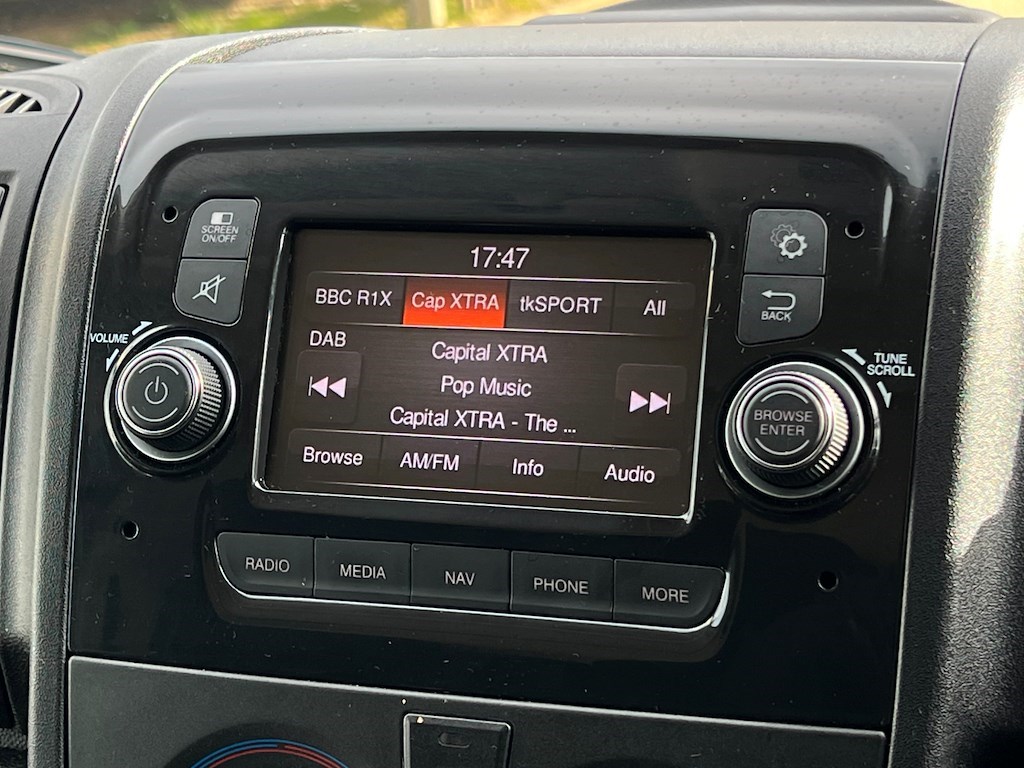 SCREEN
ON/OFF
17:47
BBC R1X Cap XTRA tkSPORT All
DAB
Capital XTRA
Pop Music
Capital XTRA - The ...
Browse AM/FM Info Audio
VOLUME
BACK
TUNE
SCROLL
BROWSE
ENTER
RADIO MEDIA NAV PHONE MORE